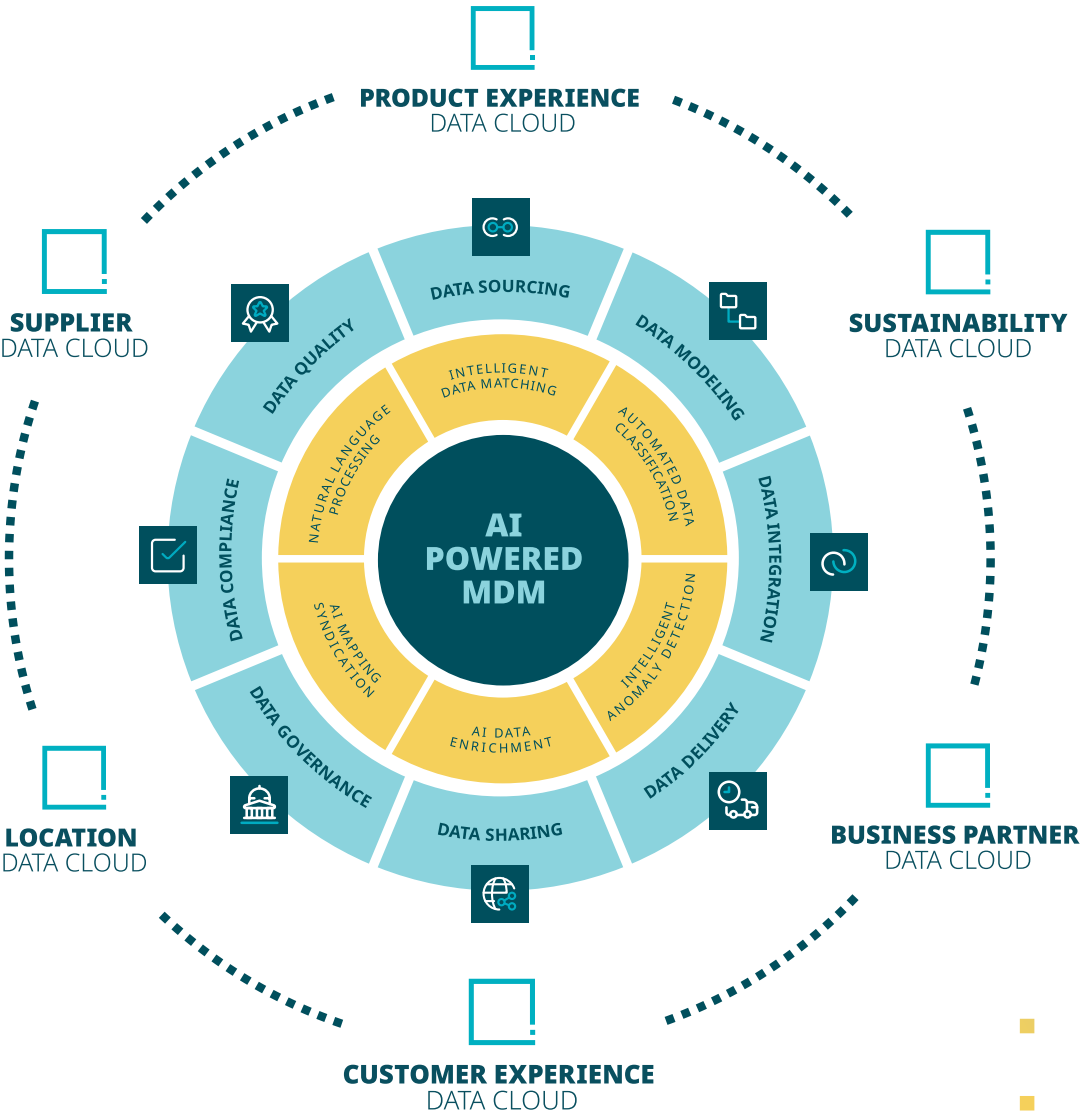 PRODUCT EXPERIENCE
DATA CLOUD
SUPPLIER
DATA CLOUD
SUSTAINABILITY
DATA CLOUD
DATA SOURCING
DATA QUALITY
DATA MODELING
INTELLIGENT
DATA MATCHING
NATURAL LANGUAGE
PROCESSING
AUTOMATED DATA
CLASSIFICATION
DATA COMPLIANCE
DATA INTEGRATION
AI
POWERED
MDM
AI MAPPING
SYNDICATION
INTELLIGENT
ANOMALY DETECTION
AI DATA
ENRICHMENT
DATA GOVERNANCE
DATA DELIVERY
DATA SHARING
LOCATION
DATA CLOUD
BUSINESS PARTNER
DATA CLOUD
CUSTOMER EXPERIENCE
DATA CLOUD